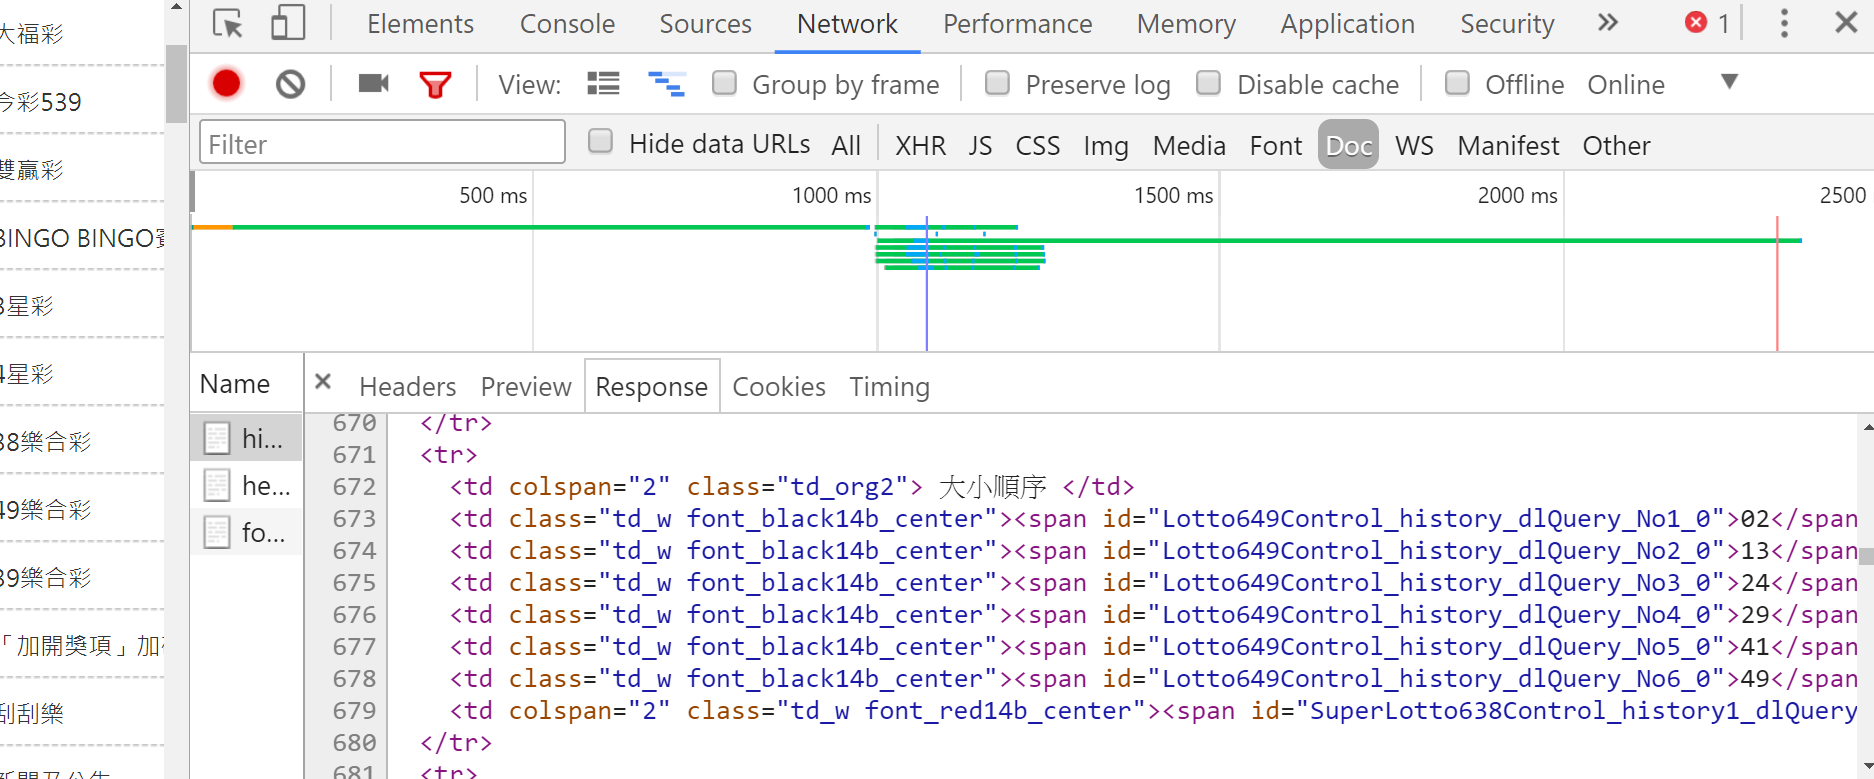 大福彩
今彩539
雙贏彩
BINGO BINGO賓
3星彩
4星彩
38樂合彩
49樂合彩
39樂合彩
「加開獎項」加
刮刮樂
Elements Console Sources Network Performance Memory Application Security » 1
View: Group by frame Preserve log Disable cache Offline Online
Filter Hide data URLs All XHR JS CSS Img Media Font Doc WS Manifest Other
500 ms 1000 ms 1500 ms 2000 ms 2500
Name
hi...
he...
fo...
Headers Preview Response Cookies Timing
670 </tr>
671 <tr>
672 <td colspan="2" class="td_org2"> 大小順序 </td>
673 <td class="td_w font_black14b_center"><span id="Lotto649Control_history_dlQuery_No1_0">02</span
674 <td class="td_w font_black14b_center"><span id="Lotto649Control_history_dlQuery_No2_0">13</span
675 <td class="td_w font_black14b_center"><span id="Lotto649Control_history_dlQuery_No3_0">24</span
676 <td class="td_w font_black14b_center"><span id="Lotto649Control_history_dlQuery_No4_0">29</span
677 <td class="td_w font_black14b_center"><span id="Lotto649Control_history_dlQuery_No5_0">41</span
678 <td class="td_w font_black14b_center"><span id="Lotto649Control_history_dlQuery_No6_0">49</span
679 <td colspan="2" class="td_w font_red14b_center"><span id="SuperLotto638Control_history1_dlQuery
680 </tr>
681 <tr>